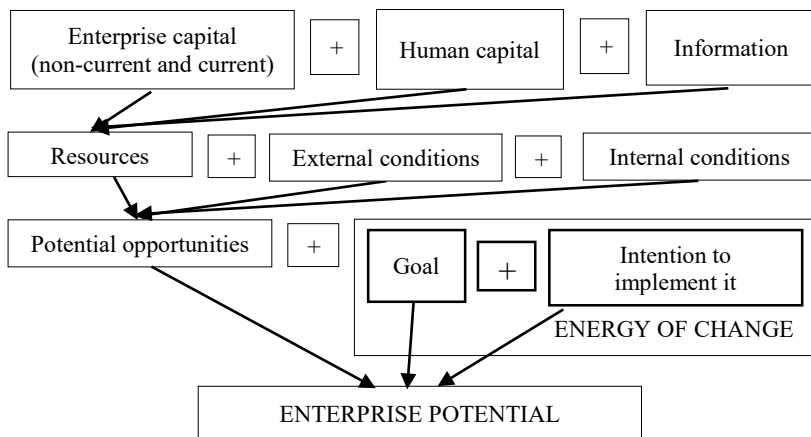 Enterprise capital
(non-current and current)
+
Human capital
+
Information
Resources
+
External conditions
+
Internal conditions
Potential opportunities
+
Goal
+
Intention to
implement it
ENERGY OF CHANGE
ENTERPRISE POTENTIAL